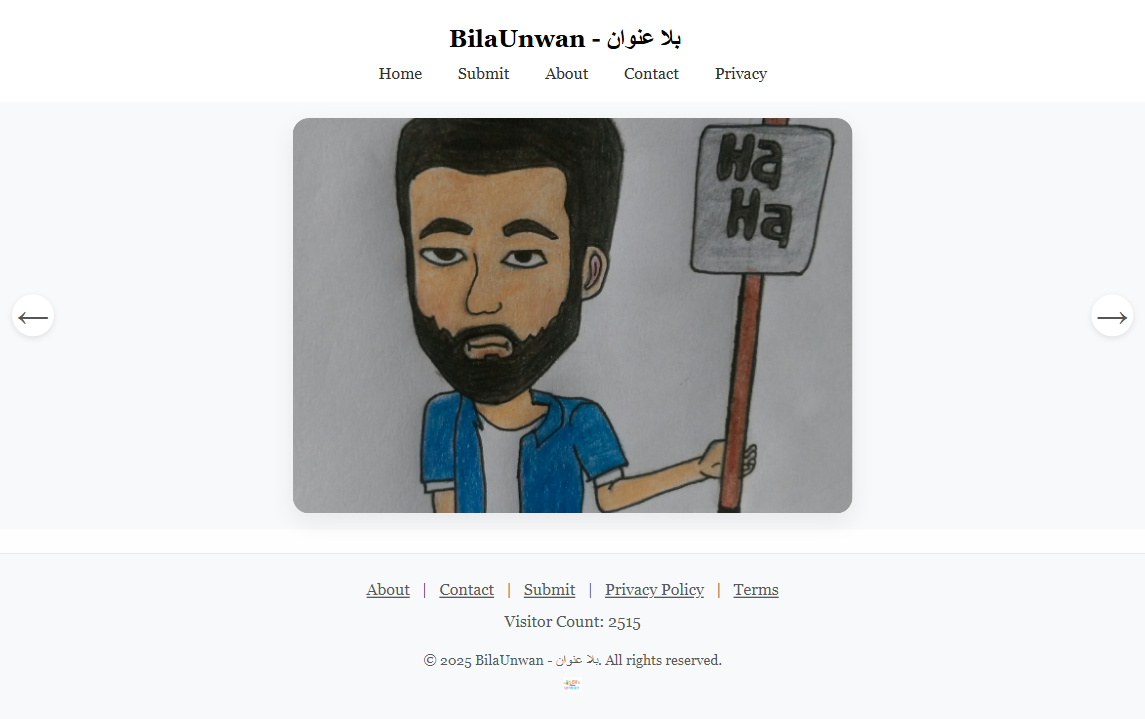 BilaUnwan - بلا عنوان
Home Submit About Contact Privacy
Ha
Ha
←
→
About | Contact | Submit | Privacy Policy | Terms
Visitor Count: 2515
© 2025 BilaUnwan - بلا عنوان. All rights reserved.